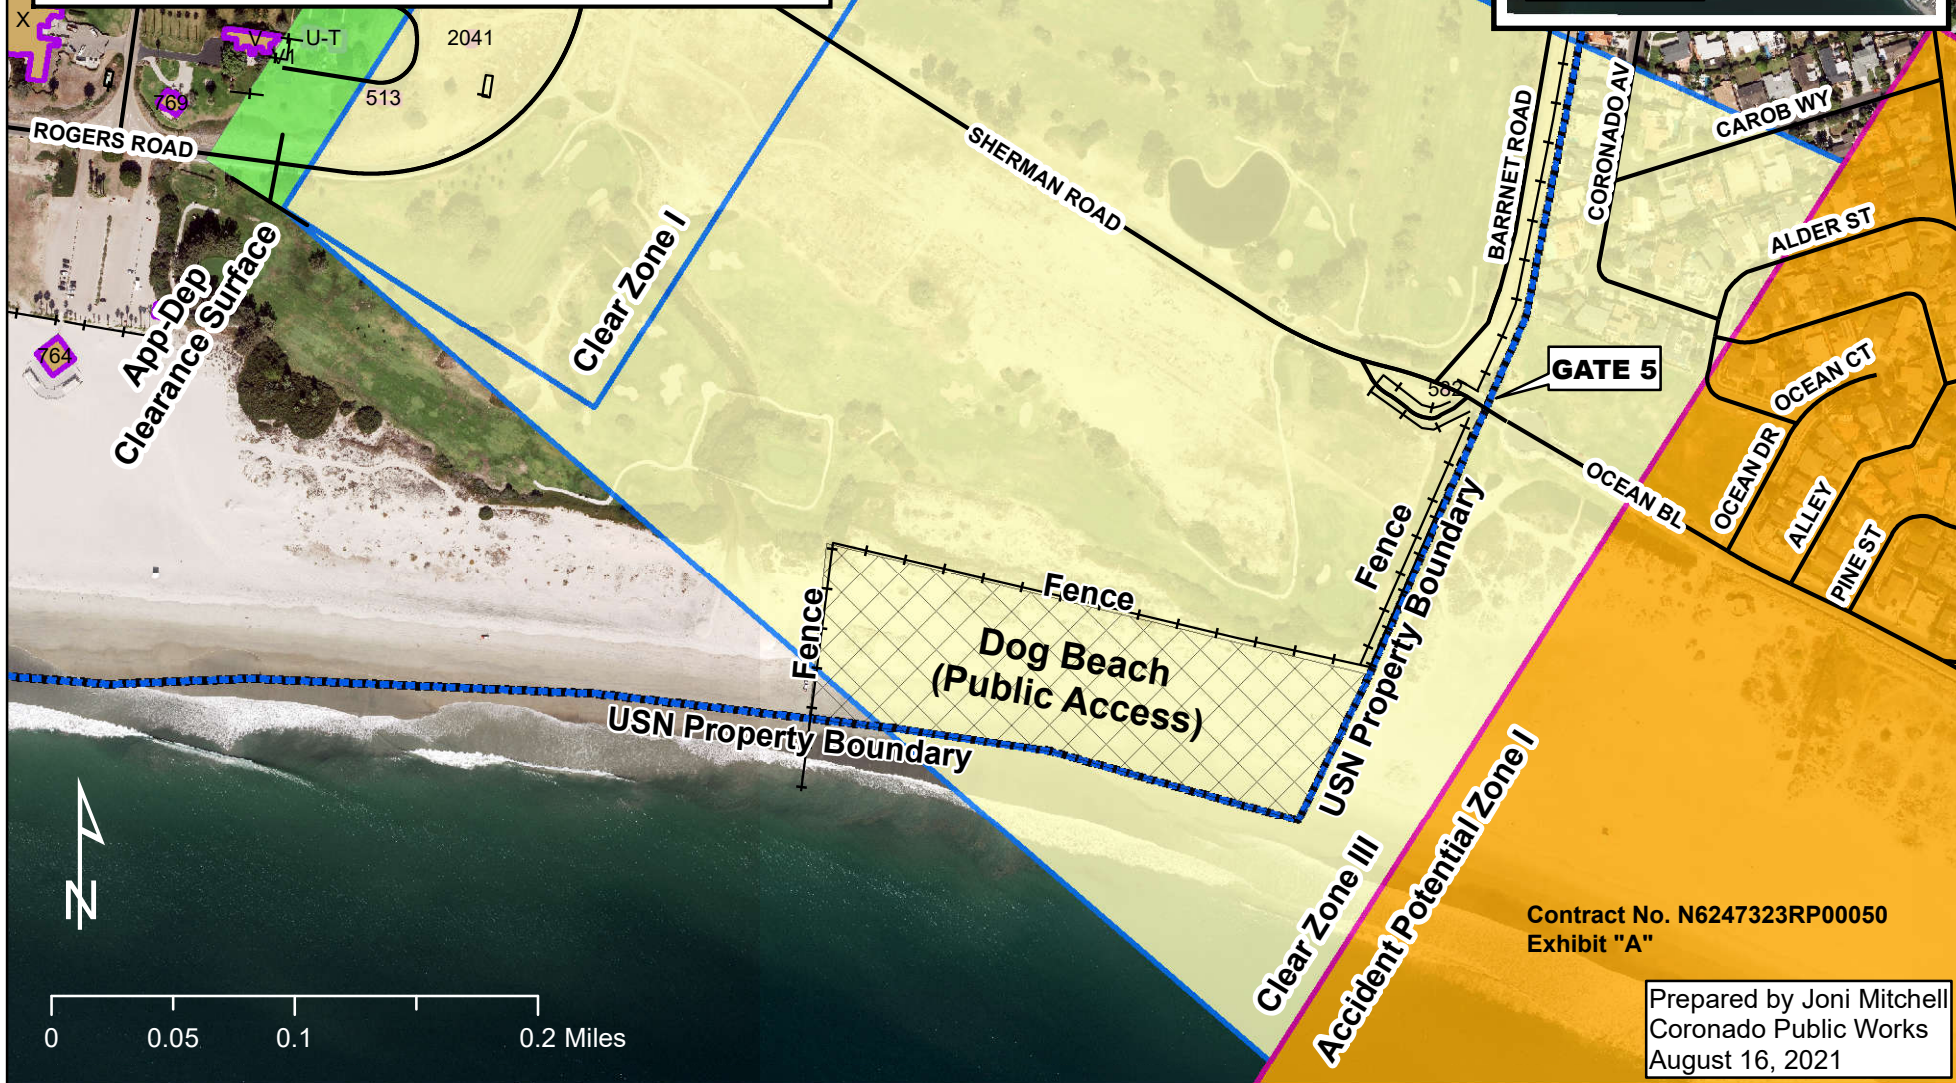 X
V
U-T
V1
2041
513
769
ROGERS ROAD
SHERMAN ROAD
BARRNET ROAD
CORONADO AV
CAROB WY
ALDER ST
Clear Zone I
App-Dep
Clearance Surface
764
582
GATE 5
OCEAN CT
OCEAN DR
OCEAN BL
ALLEY
PINE ST
Fence
Fence
Fence
Dog Beach
(Public Access)
USN Property Boundary
USN Property Boundary
Clear Zone III
Accident Potential Zone I
N
0
0.05
0.1
0.2 Miles
Contract No. N6247323RP00050
Exhibit "A"
Prepared by Joni Mitchell
Coronado Public Works
August 16, 2021